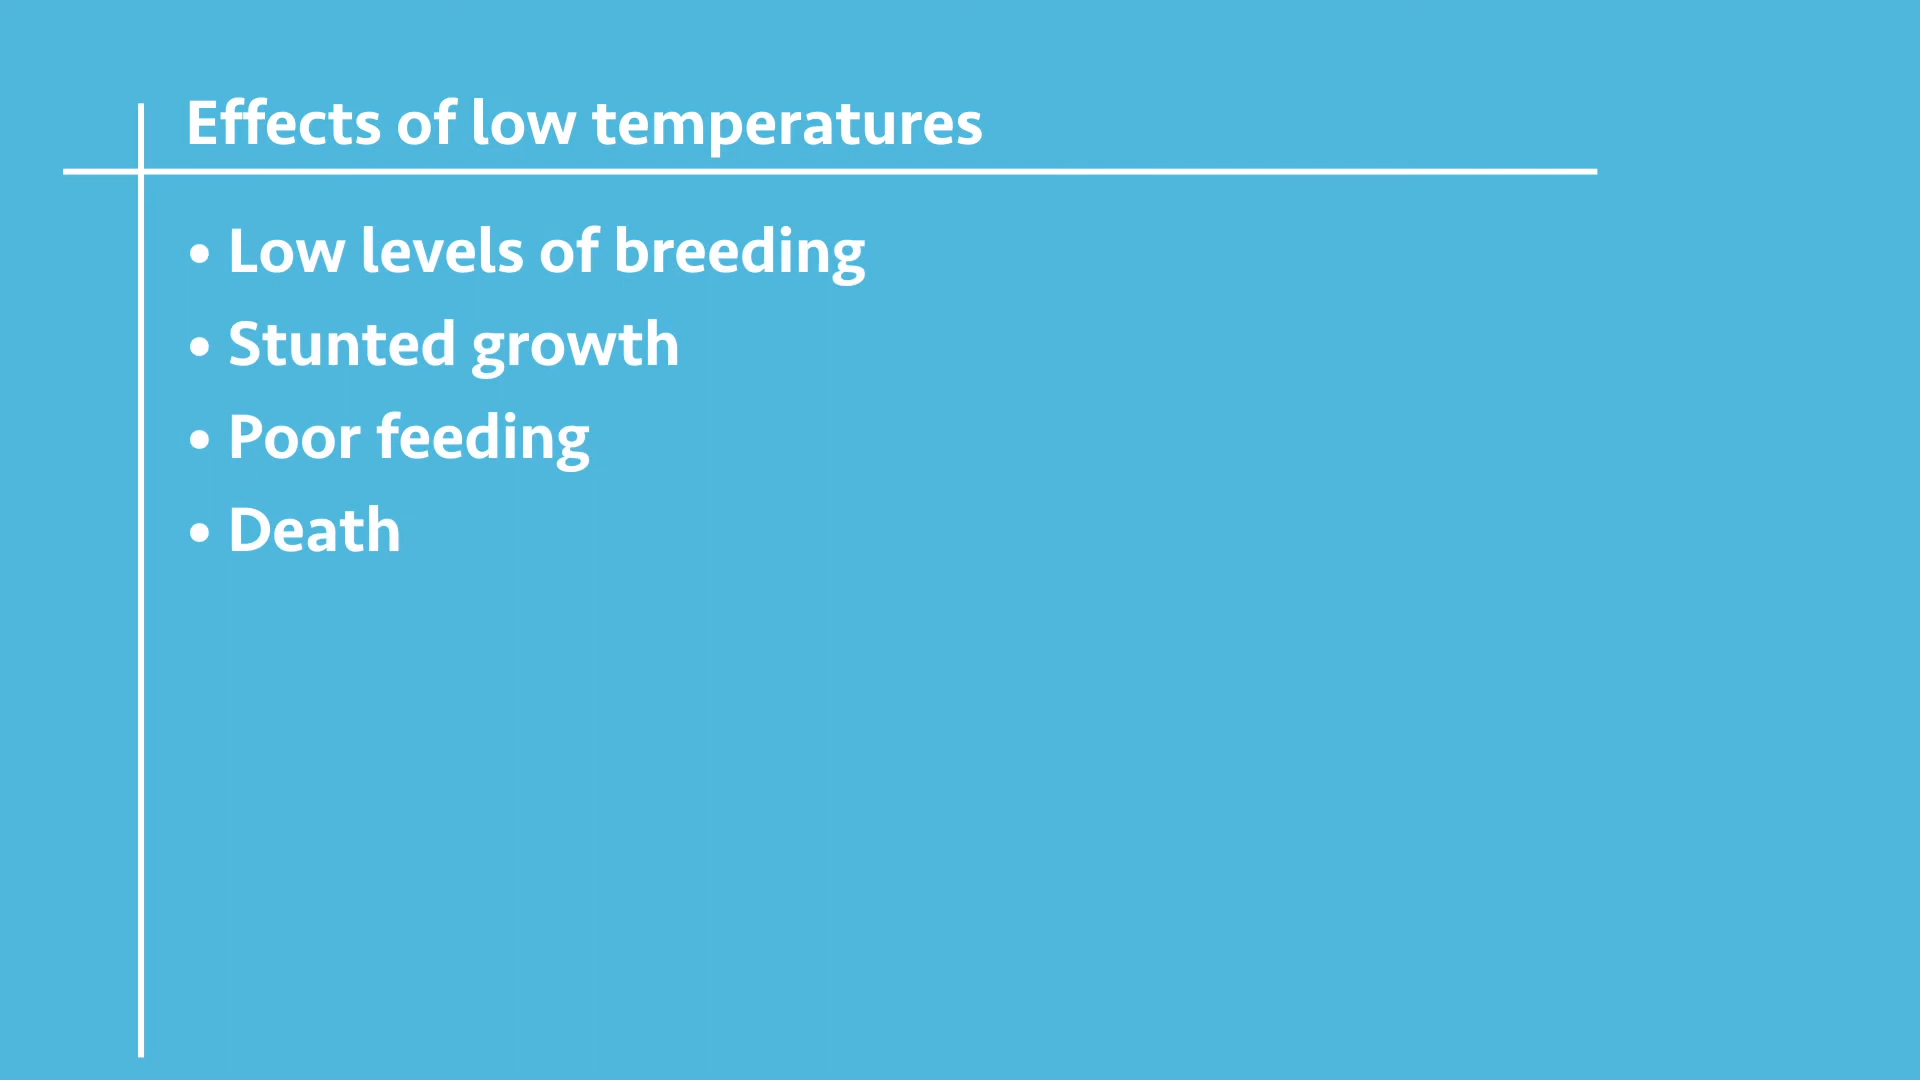 Effects of low temperatures
• Low levels of breeding
• Stunted growth
• Poor feeding
• Death